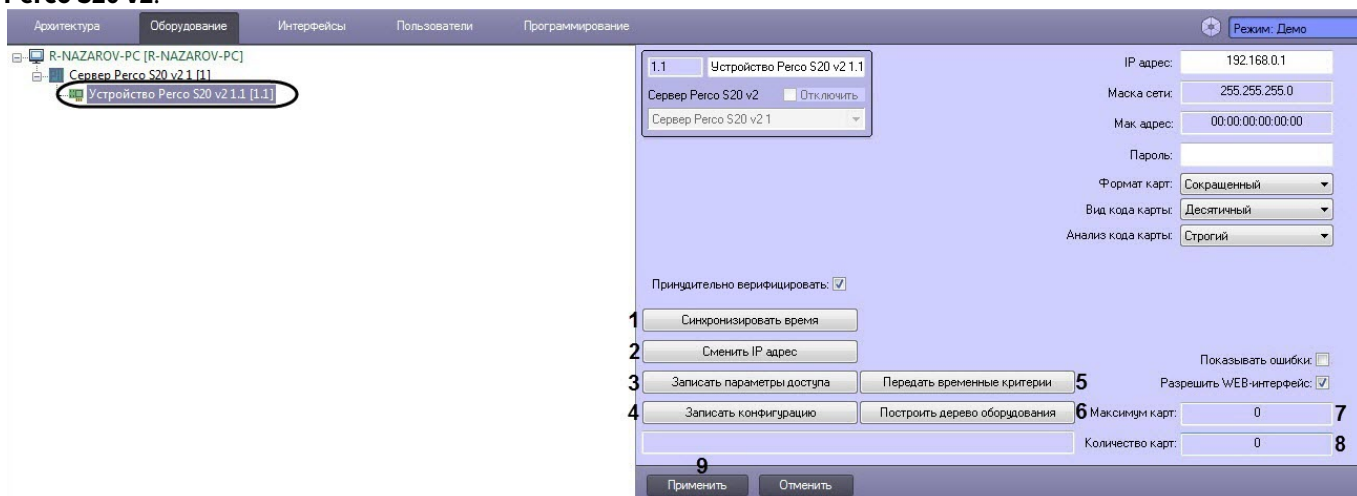 Perco S20 v2.
Архитектура Оборудование Интерфейсы Пользователи Программирование Режим: Демо
R-NAZAROV-PC [R-NAZAROV-PC]
Сервер Perco S20 v2 1 [1]
Устройство Perco S20 v2 1.1 [1.1]
1.1 Устройство Perco S20 v2 1.1
Сервер Perco S20 v2 Отключить
Сервер Perco S20 v2 1
IP адрес: 192.168.0.1
Маска сети: 255.255.255.0
Мак адрес: 00:00:00:00:00:00
Пароль:
Формат карт: Сокращенный
Вид кода карты: Десятичный
Анализ кода карты: Строгий
Принудительно верифицировать:
1 Синхронизировать время
2 Сменить IP адрес
Показывать ошибки:
3 Записать параметры доступа Передать временные критерии 5 Разрешить WEB-интерфейс:
4 Записать конфигурацию Построить дерево оборудования 6 Максимум карт: 0 7
Количество карт: 0 8
9
Применить Отменить